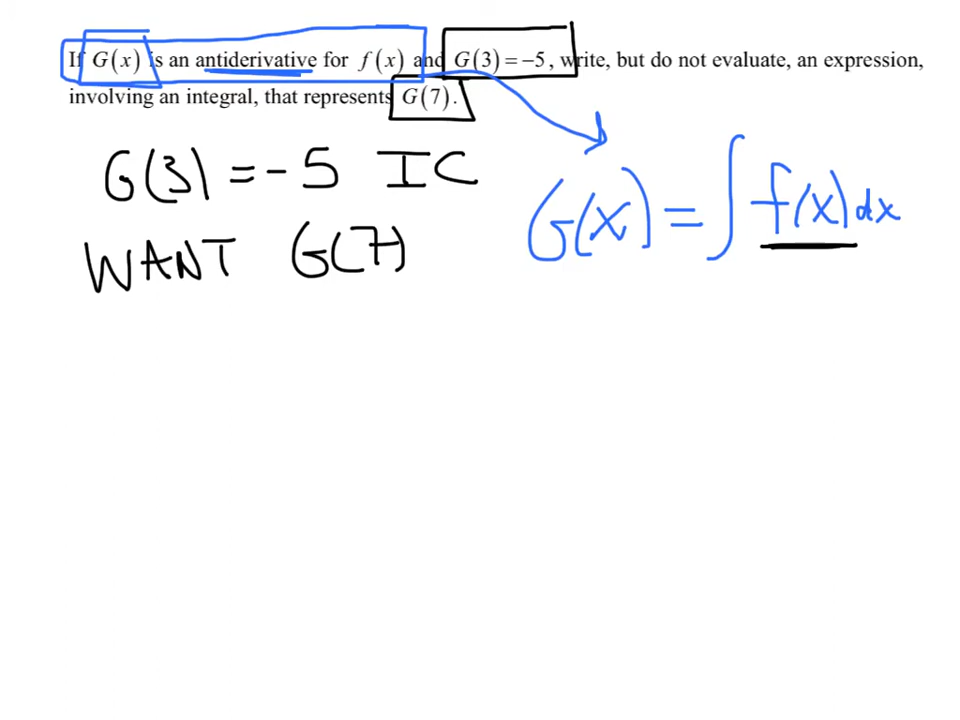 If G(x) is an antiderivative for f(x) and G(3) = −5, write, but do not evaluate, an expression,
involving an integral, that represents G(7).
G(3) = -5 IC
WANT G(7)
G(x) = ∫ f(x) dx